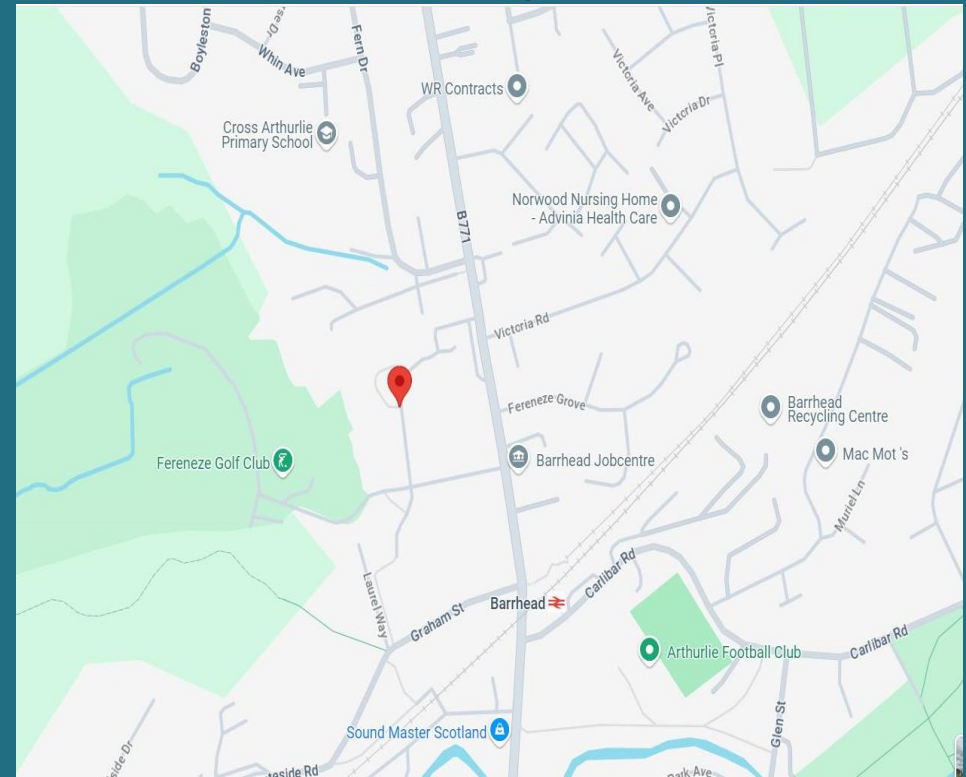 Boyleston
Whin Ave
Fern Dr
Victoria Pl
WR Contracts
Victoria Ave
Victoria Dr
Cross Arthurlie
Primary School
Norwood Nursing Home
- Advinia Health Care
B771
Victoria Rd
Fereneze Grove
Barrhead
Recycling Centre
Fereneze Golf Club
Barrhead Jobcentre
Mac Mot 's
Muriel Ln
Laurel Way
Graham St
Barrhead
Carlibar Rd
Arthurlie Football Club
Carlibar Rd
Glen St
Sound Master Scotland